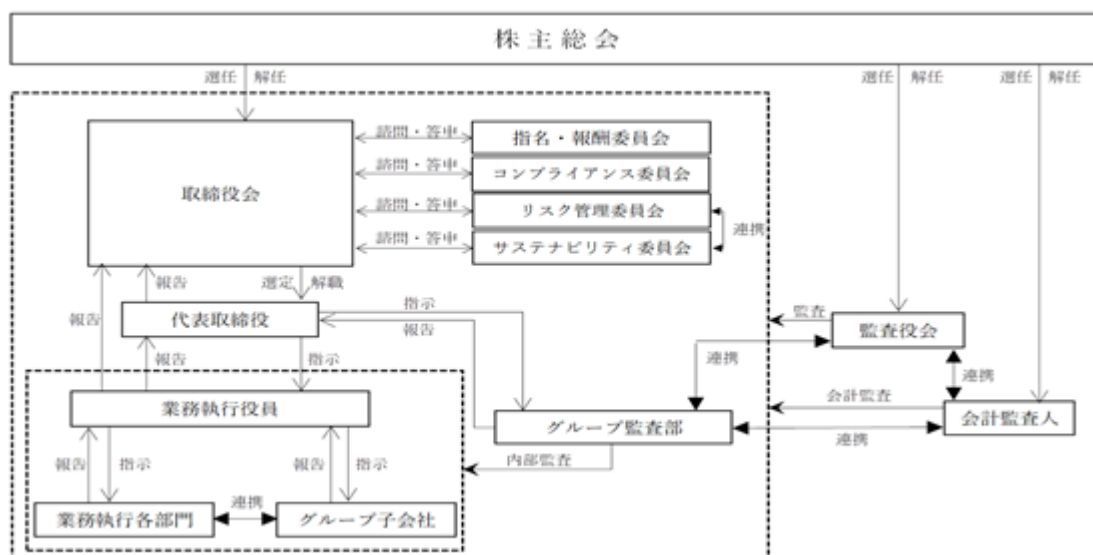 株主総会
選任 解任
選任 解任
選任 解任
取締役会
諮問・答申
指名・報酬委員会
諮問・答申
コンプライアンス委員会
諮問・答申
リスク管理委員会
諮問・答申
サステナビリティ委員会
連携
報告
報告
選定 解職
代表取締役
指示
報告
報告
指示
監査
監査役会
連携
連携
業務執行役員
会計監査
会計監査人
グループ監査部
連携
内部監査
報告
指示
報告
指示
業務執行各部門
連携
グループ子会社